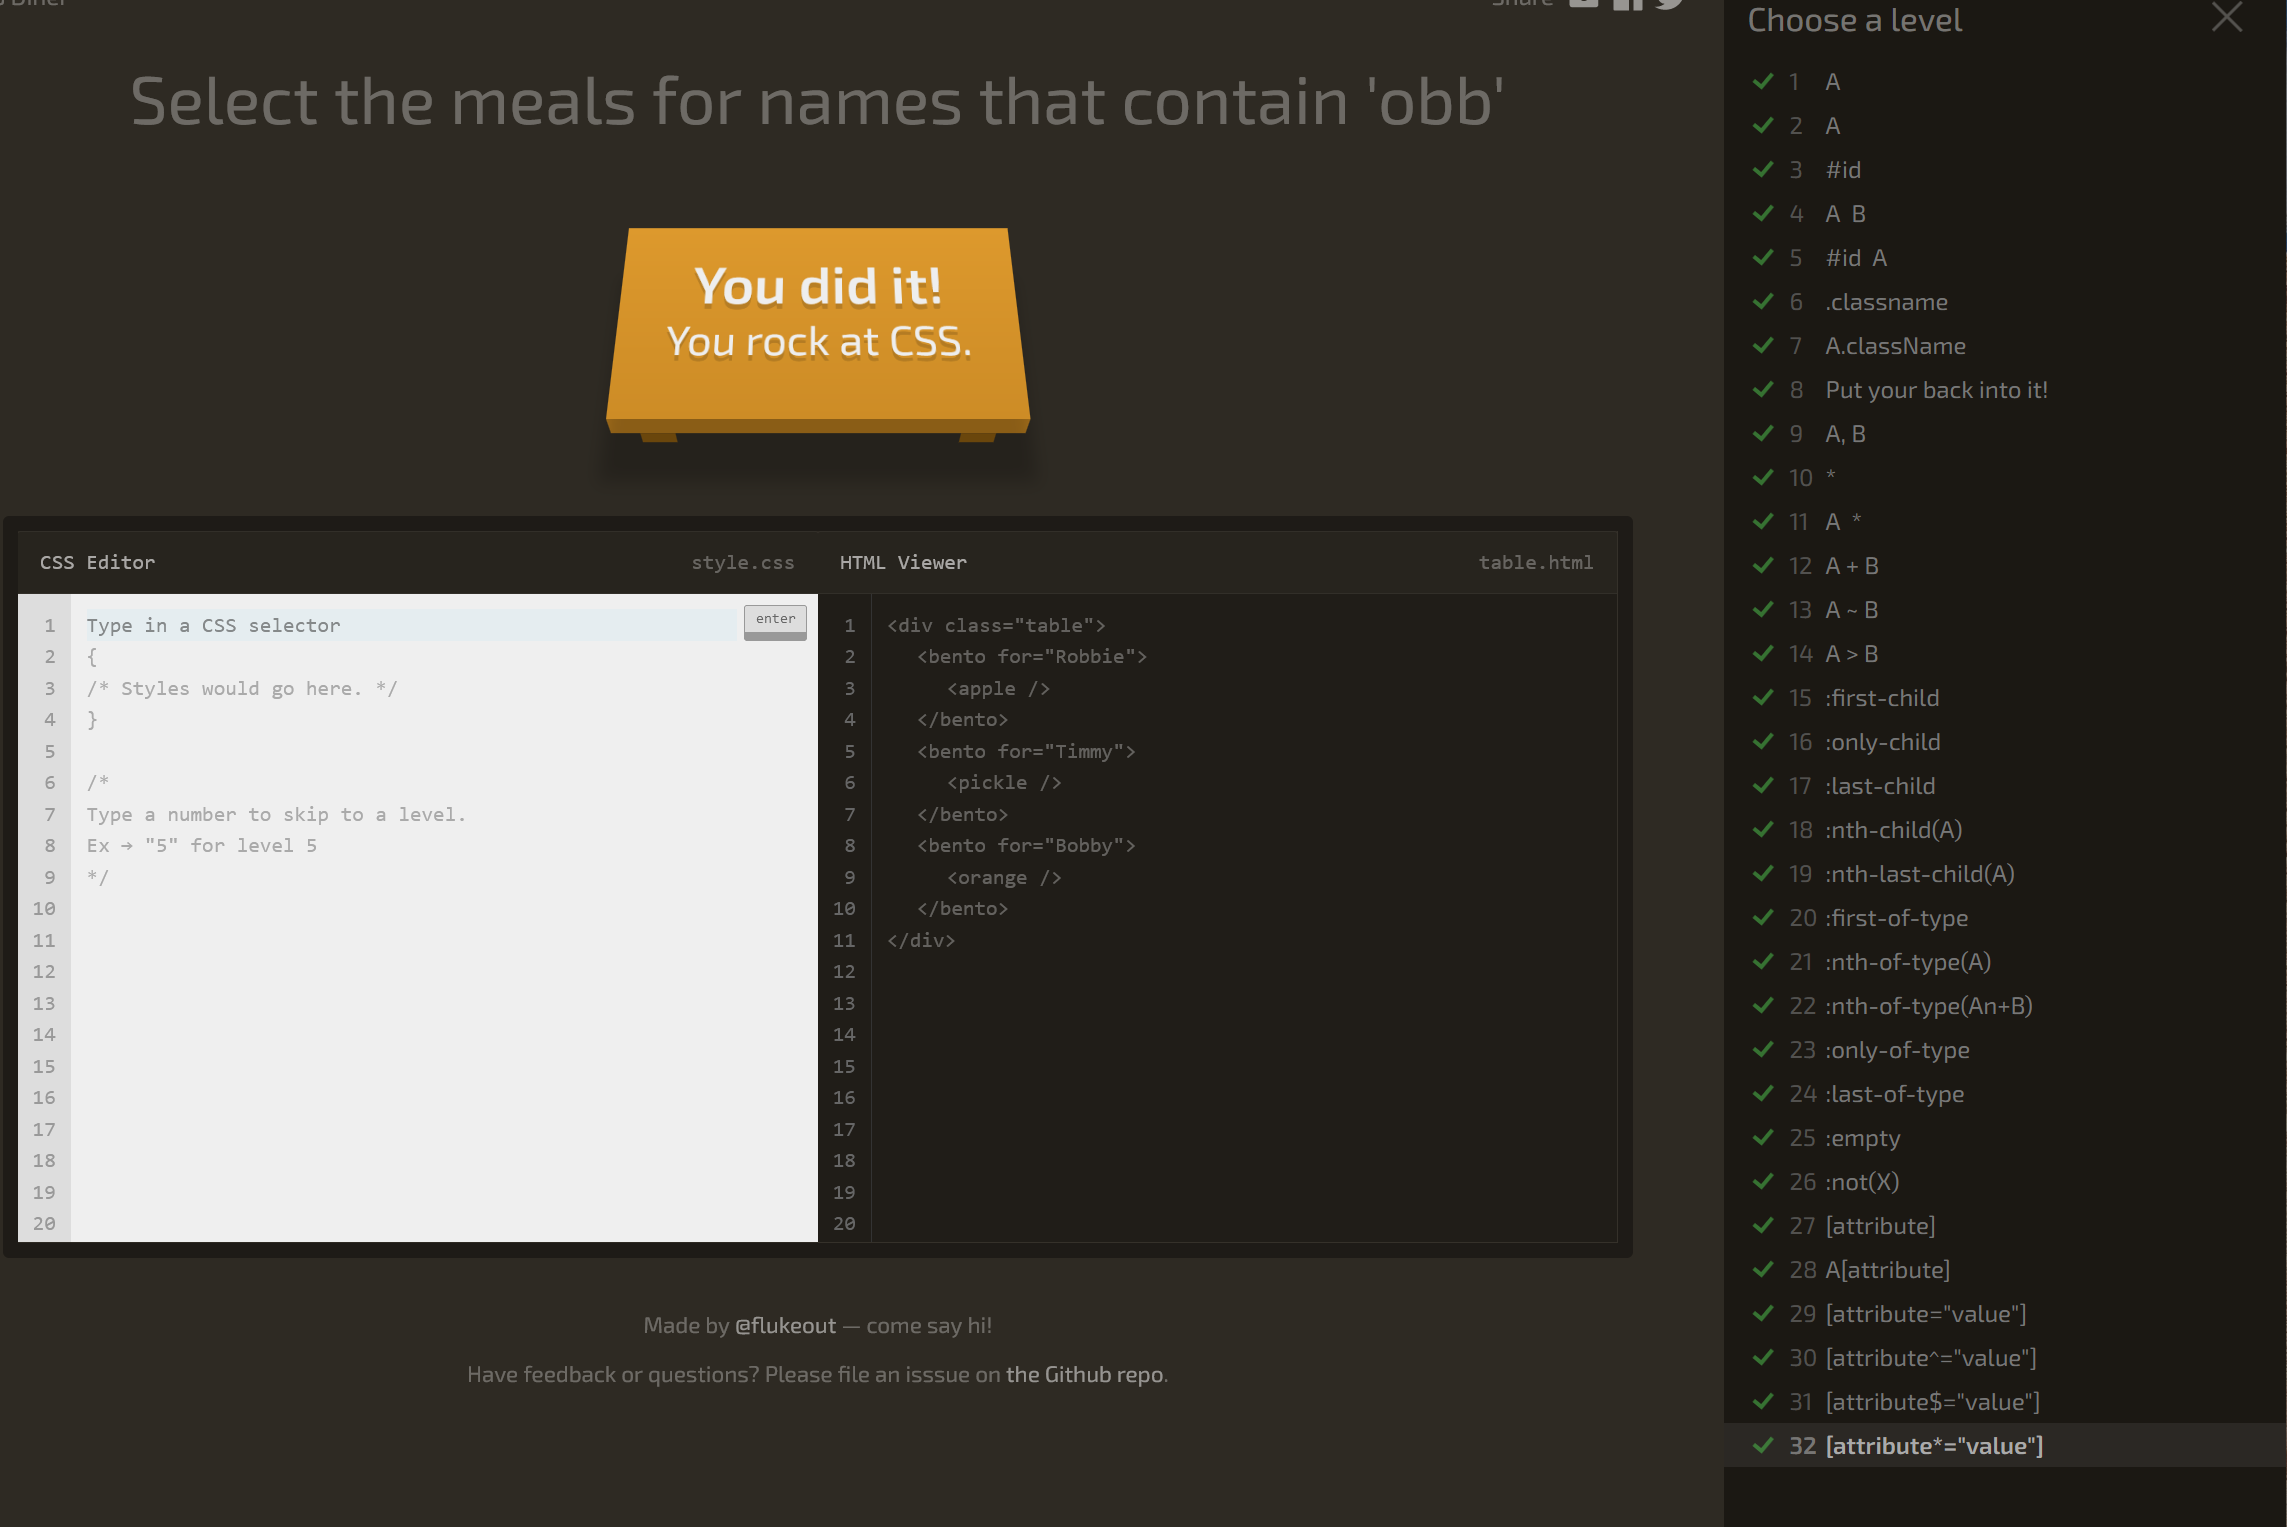 Diner
Share
Select the meals for names that contain 'obb'
You did it!
You rock at CSS.
CSS Editor style.css
1 Type in a CSS selector enter
2 {
3 /* Styles would go here. */
4 }
5
6 /*
7 Type a number to skip to a level.
8 Ex → "5" for level 5
9 */
10
11
12
13
14
15
16
17
18
19
20
HTML Viewer table.html
1 <div class="table">
2 <bento for="Robbie">
3 <apple />
4 </bento>
5 <bento for="Timmy">
6 <pickle />
7 </bento>
8 <bento for="Bobby">
9 <orange />
10 </bento>
11 </div>
12
13
14
15
16
17
18
19
20
Made by @flukeout — come say hi!
Have feedback or questions? Please file an isssue on the Github repo.
Choose a level
1 A
2 A
3 #id
4 A B
5 #id A
6 .classname
7 A.className
8 Put your back into it!
9 A, B
10 *
11 A *
12 A + B
13 A ~ B
14 A > B
15 :first-child
16 :only-child
17 :last-child
18 :nth-child(A)
19 :nth-last-child(A)
20 :first-of-type
21 :nth-of-type(A)
22 :nth-of-type(An+B)
23 :only-of-type
24 :last-of-type
25 :empty
26 :not(X)
27 [attribute]
28 A[attribute]
29 [attribute="value"]
30 [attribute^="value"]
31 [attribute$="value"]
32 [attribute*="value"]